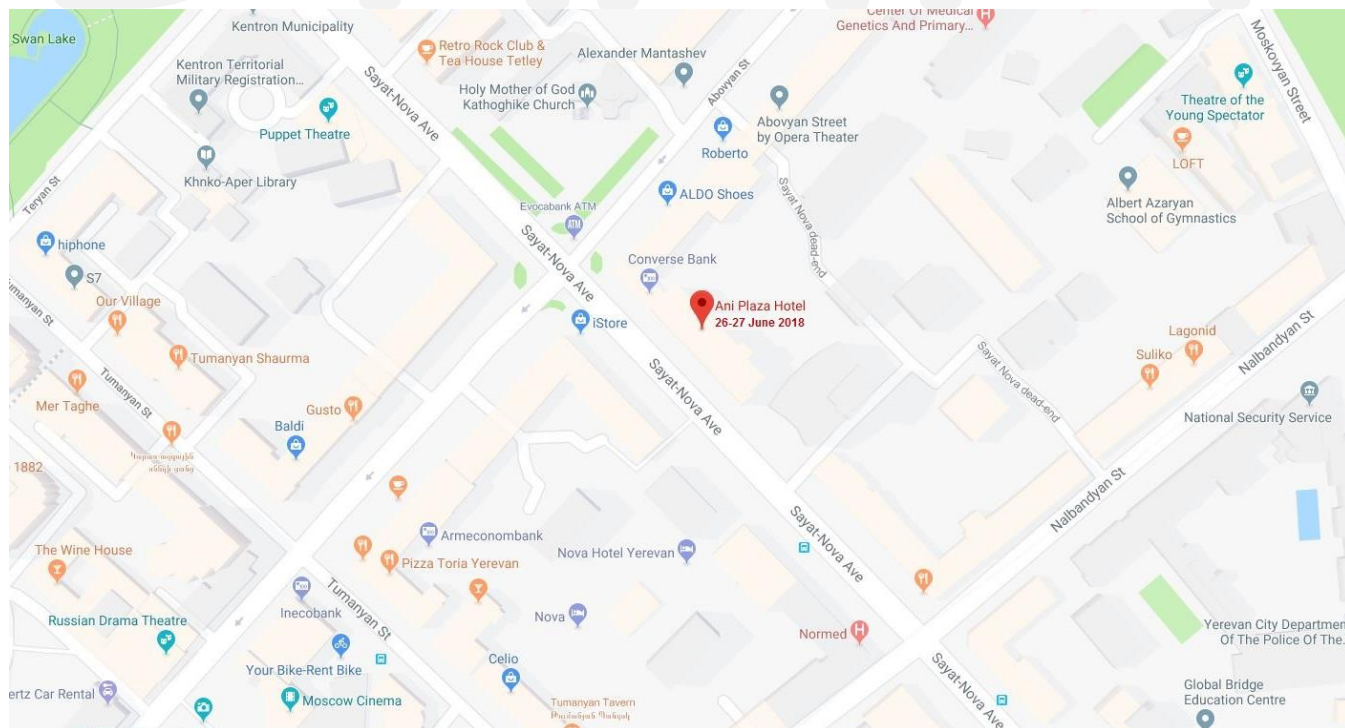 Swan Lake
Kentron Municipality
Center Of Medical
Genetics And Primary...
Retro Rock Club &
Tea House Tetley
Alexander Mantashev
Kentron Territorial
Military Registration...
Sayat-Nova Ave
Holy Mother of God
Kathoghike Church
Abovyan St
Moskovyan Street
Theatre of the
Young Spectator
Puppet Theatre
Abovyan Street
by Opera Theater
Roberto
LOFT
Khnko-Aper Library
Teryan St
ALDO Shoes
Sayat Nova dead-end
Albert Azaryan
School of Gymnastics
Evocabank ATM
ATM
hiphone
S7
Sayat-Nova Ave
Converse Bank
Our Village
umanyan St
Ani Plaza Hotel
26-27 June 2018
iStore
Tumanyan Shaurma
Lagonid
Suliko
Nalbandyan St
Sayat Nova dead-end
Tumanyan St
Mer Taghe
Sayat-Nova Ave
Gusto
Baldi
National Security Service
1882
Nalbandyan St
Armeconombank
Sayat-Nova Ave
The Wine House
Pizza Toria Yerevan
Nova Hotel Yerevan
Inecobank
Tumanyan St
Russian Drama Theatre
Nova
Normed
H
Yerevan City Departmen
Of The Police Of The...
Your Bike-Rent Bike
Celio
Sayat-Nova Ave
ertz Car Rental
Moscow Cinema
Tumanyan Tavern
Global Bridge
Education Centre